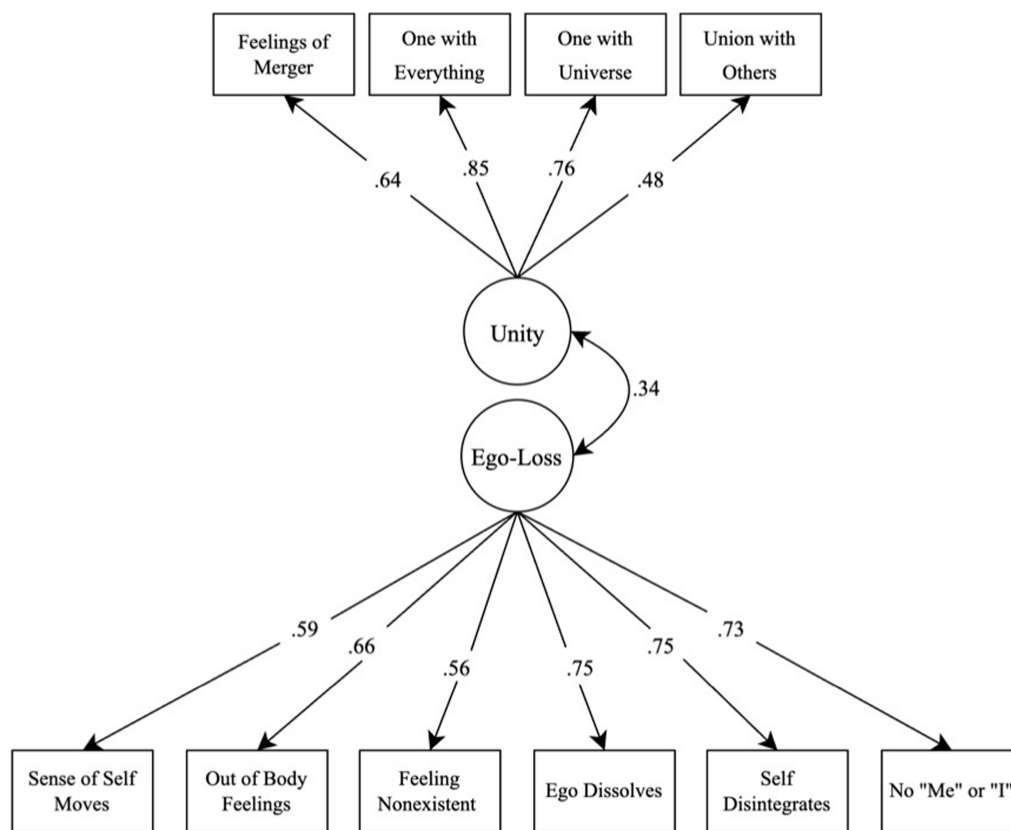 Feelings of
Merger
One with
Everything
One with
Universe
Union with
Others
.64
.85
.76
.48
Unity
.34
Ego-Loss
.59
.66
.56
.75
.75
.73
Sense of Self
Moves
Out of Body
Feelings
Feeling
Nonexistent
Ego Dissolves
Self
Disintegrates
No "Me" or "I"